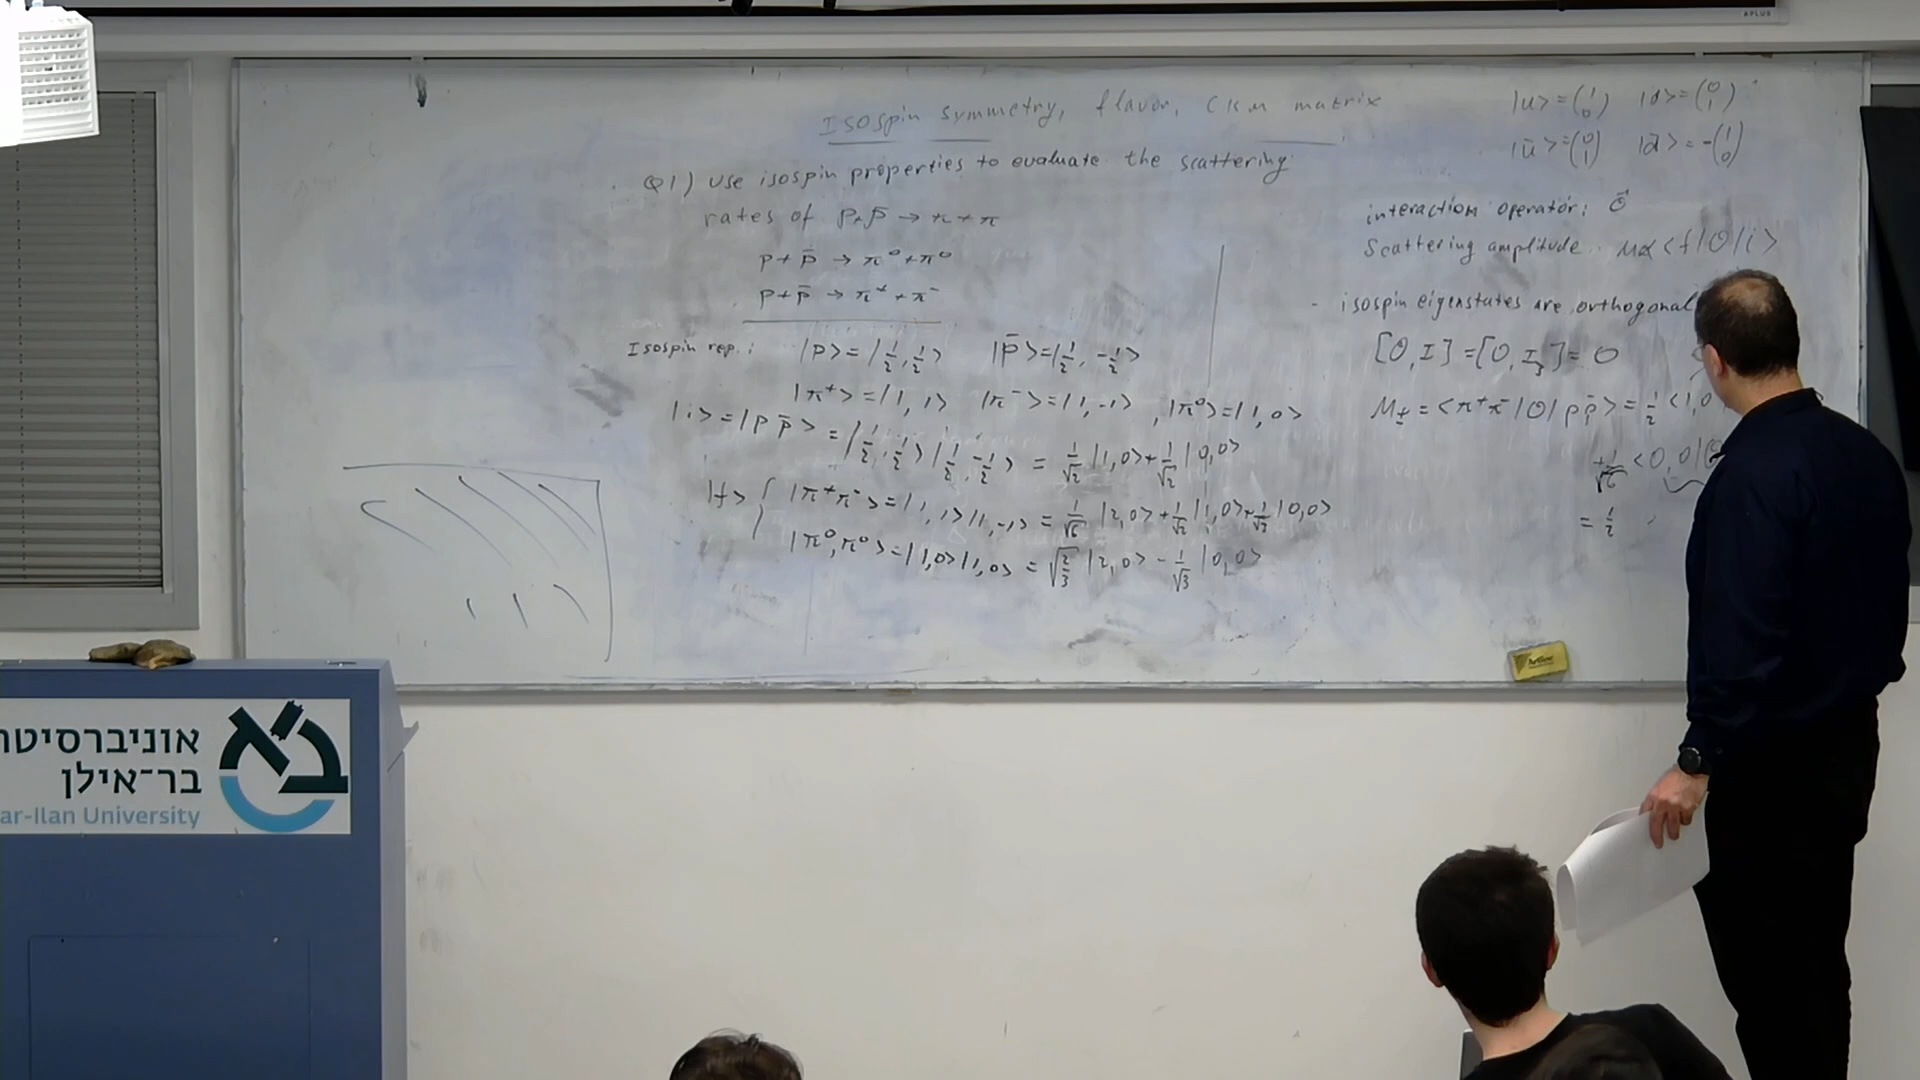 APLUS
Isospin symmetry, flavor, CKM matrix
Q1) use isospin properties to evaluate the scattering
rates of p+p̄ → π+π
p+p̄ → π⁰+π⁰
p+p̄ → π⁺+π⁻
Isospin rep.: |p>=|½,½> |p̄>=|½,-½>
|π⁺>=|1,1> |π⁻>=|1,-1>, |π⁰>=|1,0>
|i>=|p p̄> = |½,½>|½,-½> = 1/√2 |1,0>+1/√2 |0,0>
|f> { |π⁺π⁻>=|1,1>|1,-1> = 1/√6 |2,0>+1/√2 |1,0>+1/√3 |0,0>
|π⁰,π⁰>=|1,0>|1,0> = √(2/3) |2,0> - 1/√3 |0,0>
|u>=(1 0) |d>=(0 1)
|ū>=(0 1) |d̄>=-(1 0)
interaction operator: Ô
Scattering amplitude.. M∝<f|O|i>
- isospin eigenstates are orthogonal
[O,I]=[O,I₃]=0
M± = <π⁺π⁻|O|p p̄> = ½ <1,0
+1/√6 <0,0|
= ½
Artline
אוניברסיטת
בר־אילן
ar-Ilan University